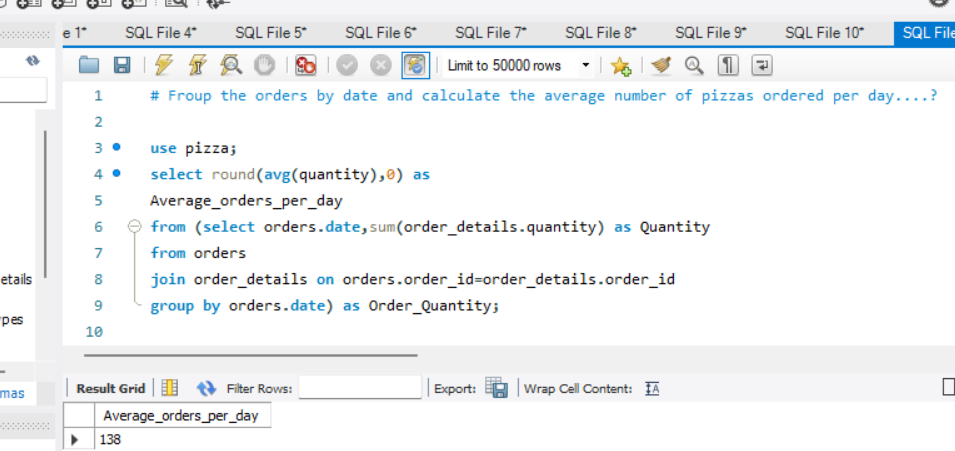 e 1* SQL File 4* SQL File 5* SQL File 6* SQL File 7* SQL File 8* SQL File 9* SQL File 10* SQL File
Limit to 50000 rows
1 # Froup the orders by date and calculate the average number of pizzas ordered per day....?
2
3 use pizza;
4 select round(avg(quantity),0) as
5 Average_orders_per_day
6 from (select orders.date,sum(order_details.quantity) as Quantity
7 from orders
8 join order_details on orders.order_id=order_details.order_id
9 group by orders.date) as Order_Quantity;
10
etails
ypes
mas
Result Grid Filter Rows: Export: Wrap Cell Content:
Average_orders_per_day
138